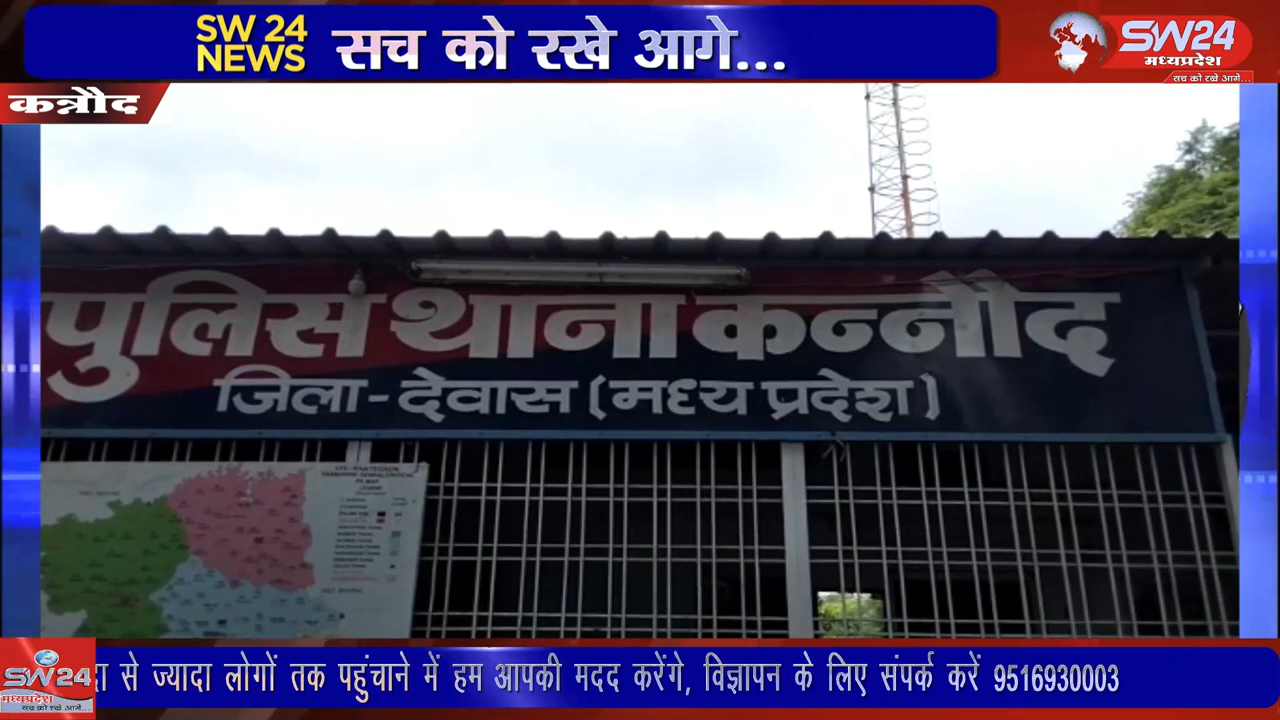 SW 24
NEWS
सच को रखे आगे...
SW24
मध्यप्रदेश
सच को रखे आगे...
कन्नौद
पुलिस थाना कन्नौद
जिला - देवास (मध्य प्रदेश)
LEGEND
SW24
मध्यप्रदेश
सच को रखे आगे...
से ज्यादा लोगों तक पहुंचाने में हम आपकी मदद करेंगे, विज्ञापन के लिए संपर्क करें 9516930003